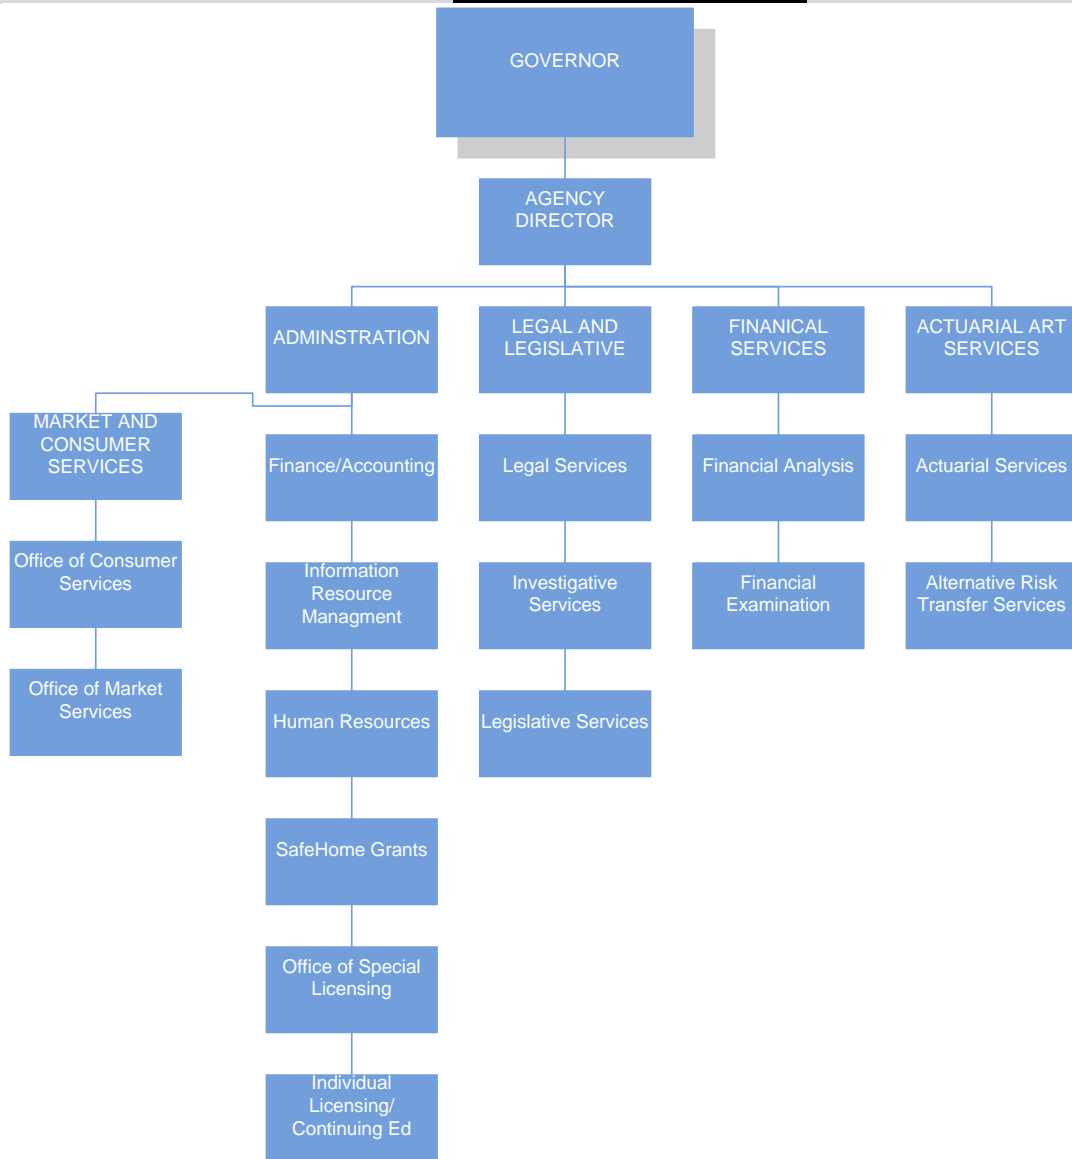 GOVERNOR
AGENCY
DIRECTOR
ADMINSTRATION
LEGAL AND
LEGISLATIVE
FINANICAL
SERVICES
ACTUARIAL ART
SERVICES
MARKET AND
CONSUMER
SERVICES
Finance/Accounting
Legal Services
Financial Analysis
Actuarial Services
Office of Consumer
Services
Information
Resource
Managment
Investigative
Services
Financial
Examination
Alternative Risk
Transfer Services
Office of Market
Services
Human Resources
Legislative Services
SafeHome Grants
Office of Special
Licensing
Individual
Licensing/
Continuing Ed